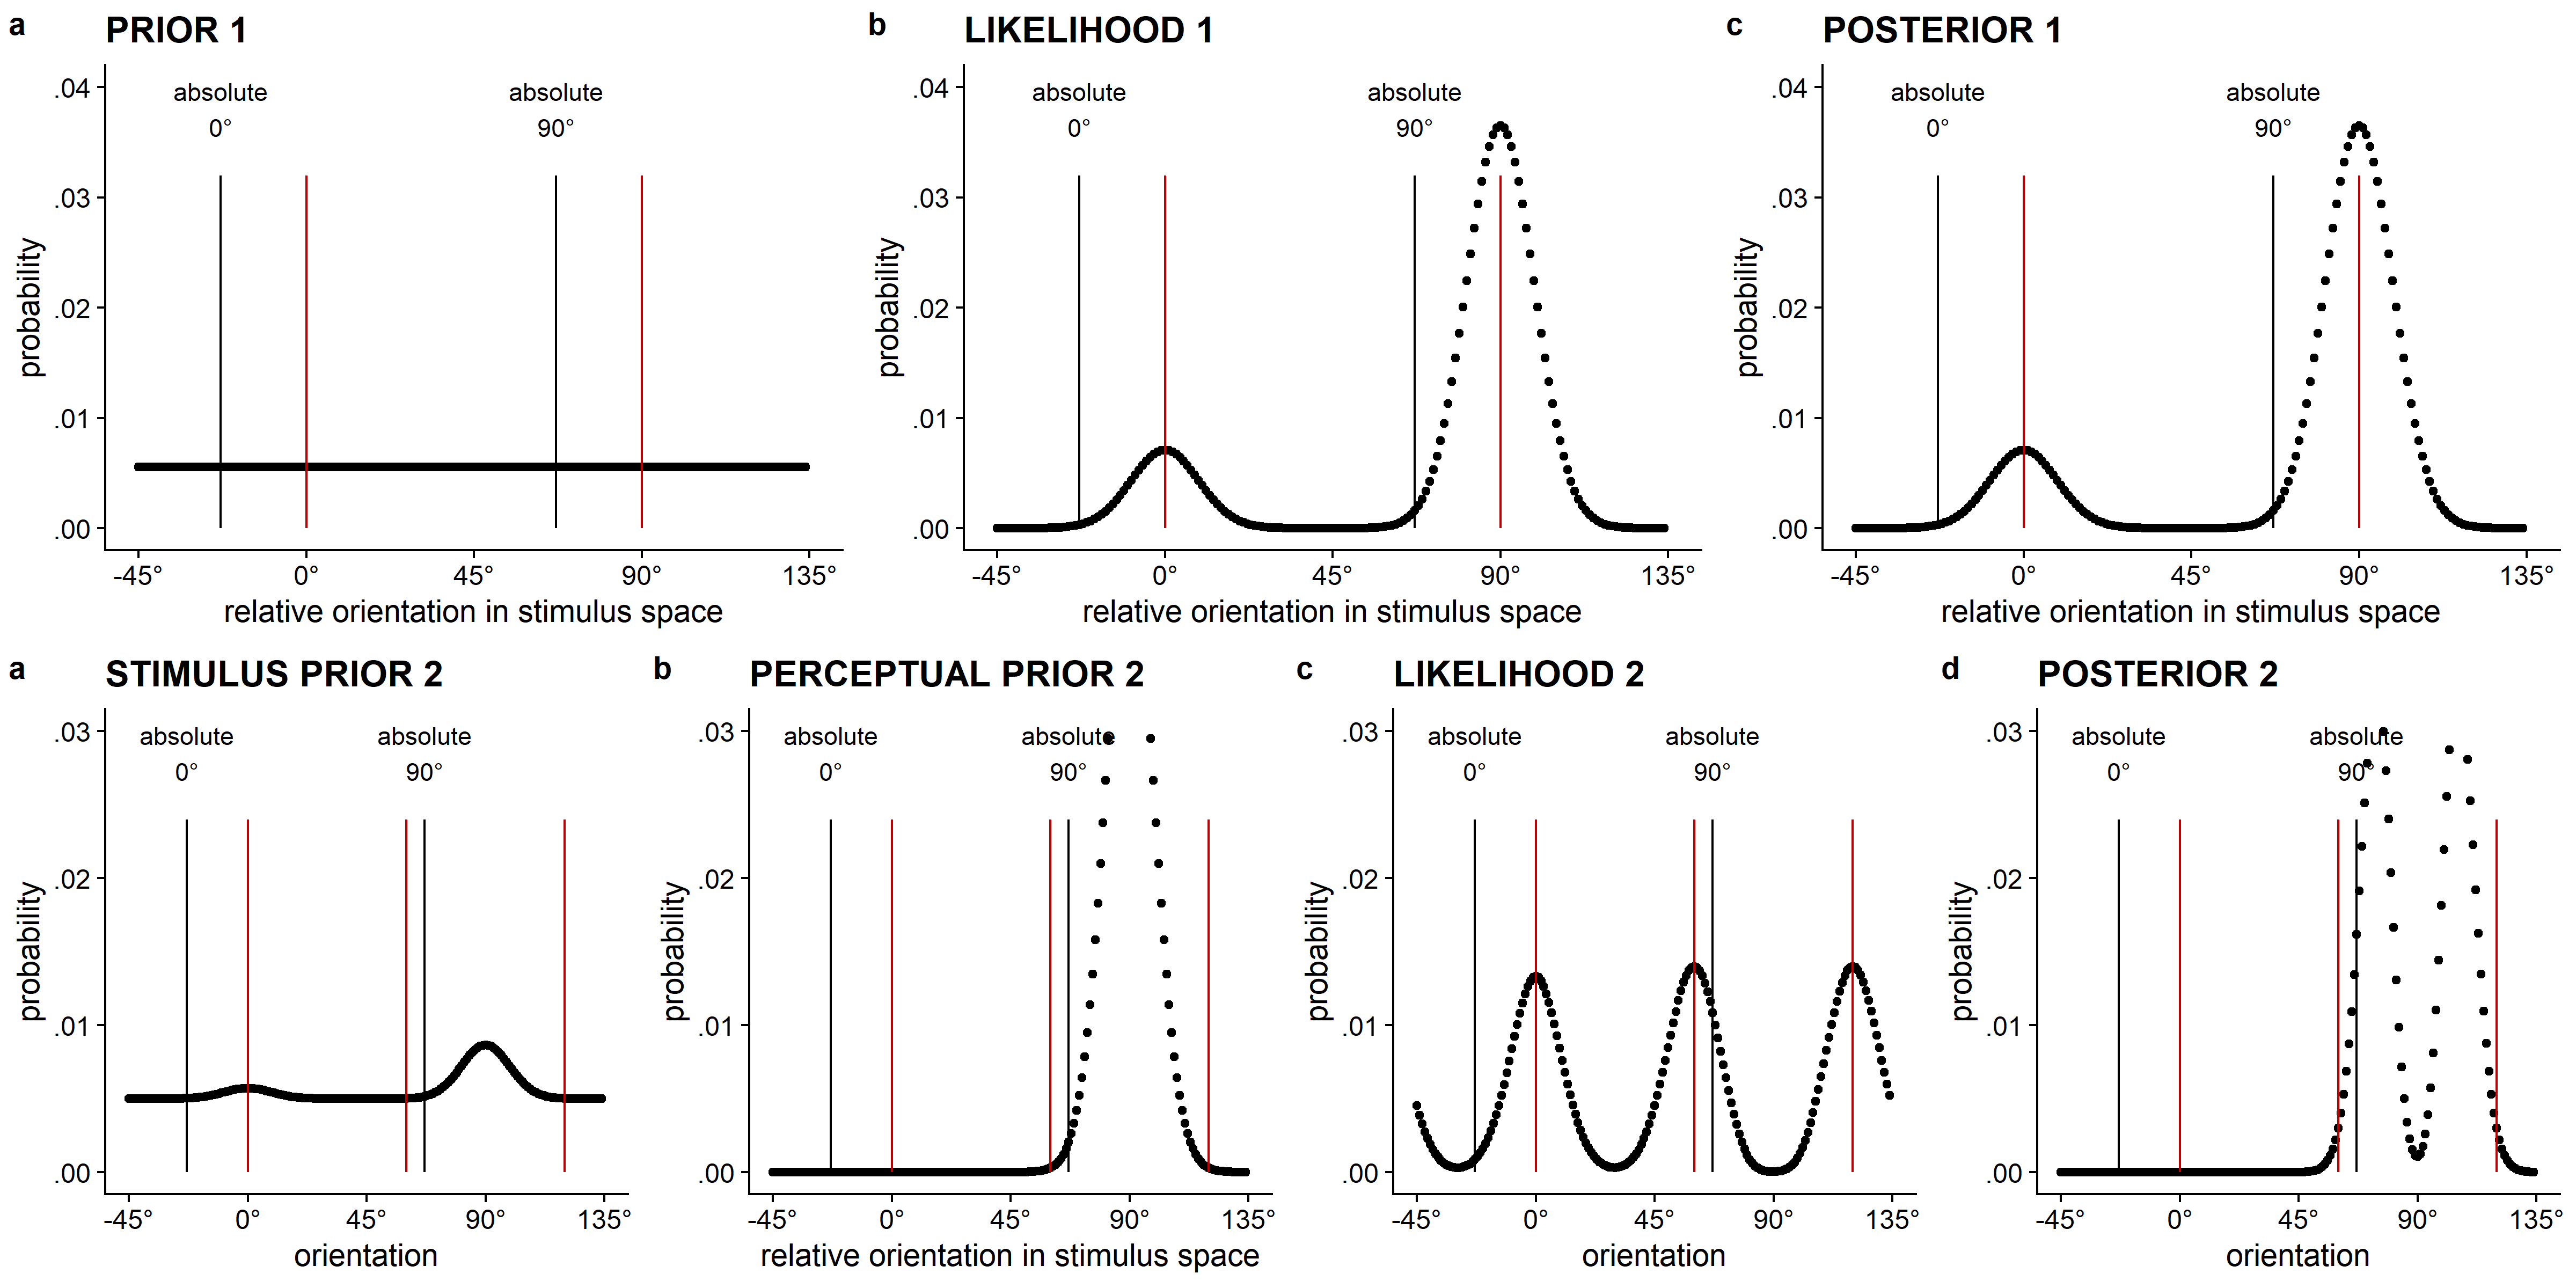 a PRIOR 1
.04
.03
.02
.01
.00
absolute absolute
0° 90°
probability
-45° 0° 45° 90° 135°
relative orientation in stimulus space
b LIKELIHOOD 1
.04
.03
.02
.01
.00
absolute absolute
0° 90°
probability
-45° 0° 45° 90° 135°
relative orientation in stimulus space
c POSTERIOR 1
.04
.03
.02
.01
.00
absolute absolute
0° 90°
probability
-45° 0° 45° 90° 135°
relative orientation in stimulus space
a STIMULUS PRIOR 2
.03
.02
.01
.00
absolute absolute
0° 90°
probability
-45° 0° 45° 90° 135°
orientation
b PERCEPTUAL PRIOR 2
.03
.02
.01
.00
absolute absolute
0° 90°
probability
-45° 0° 45° 90° 135°
relative orientation in stimulus space
c LIKELIHOOD 2
.03
.02
.01
.00
absolute absolute
0° 90°
probability
-45° 0° 45° 90° 135°
orientation
d POSTERIOR 2
.03
.02
.01
.00
absolute absolute
0° 90°
probability
-45° 0° 45° 90° 135°
orientation